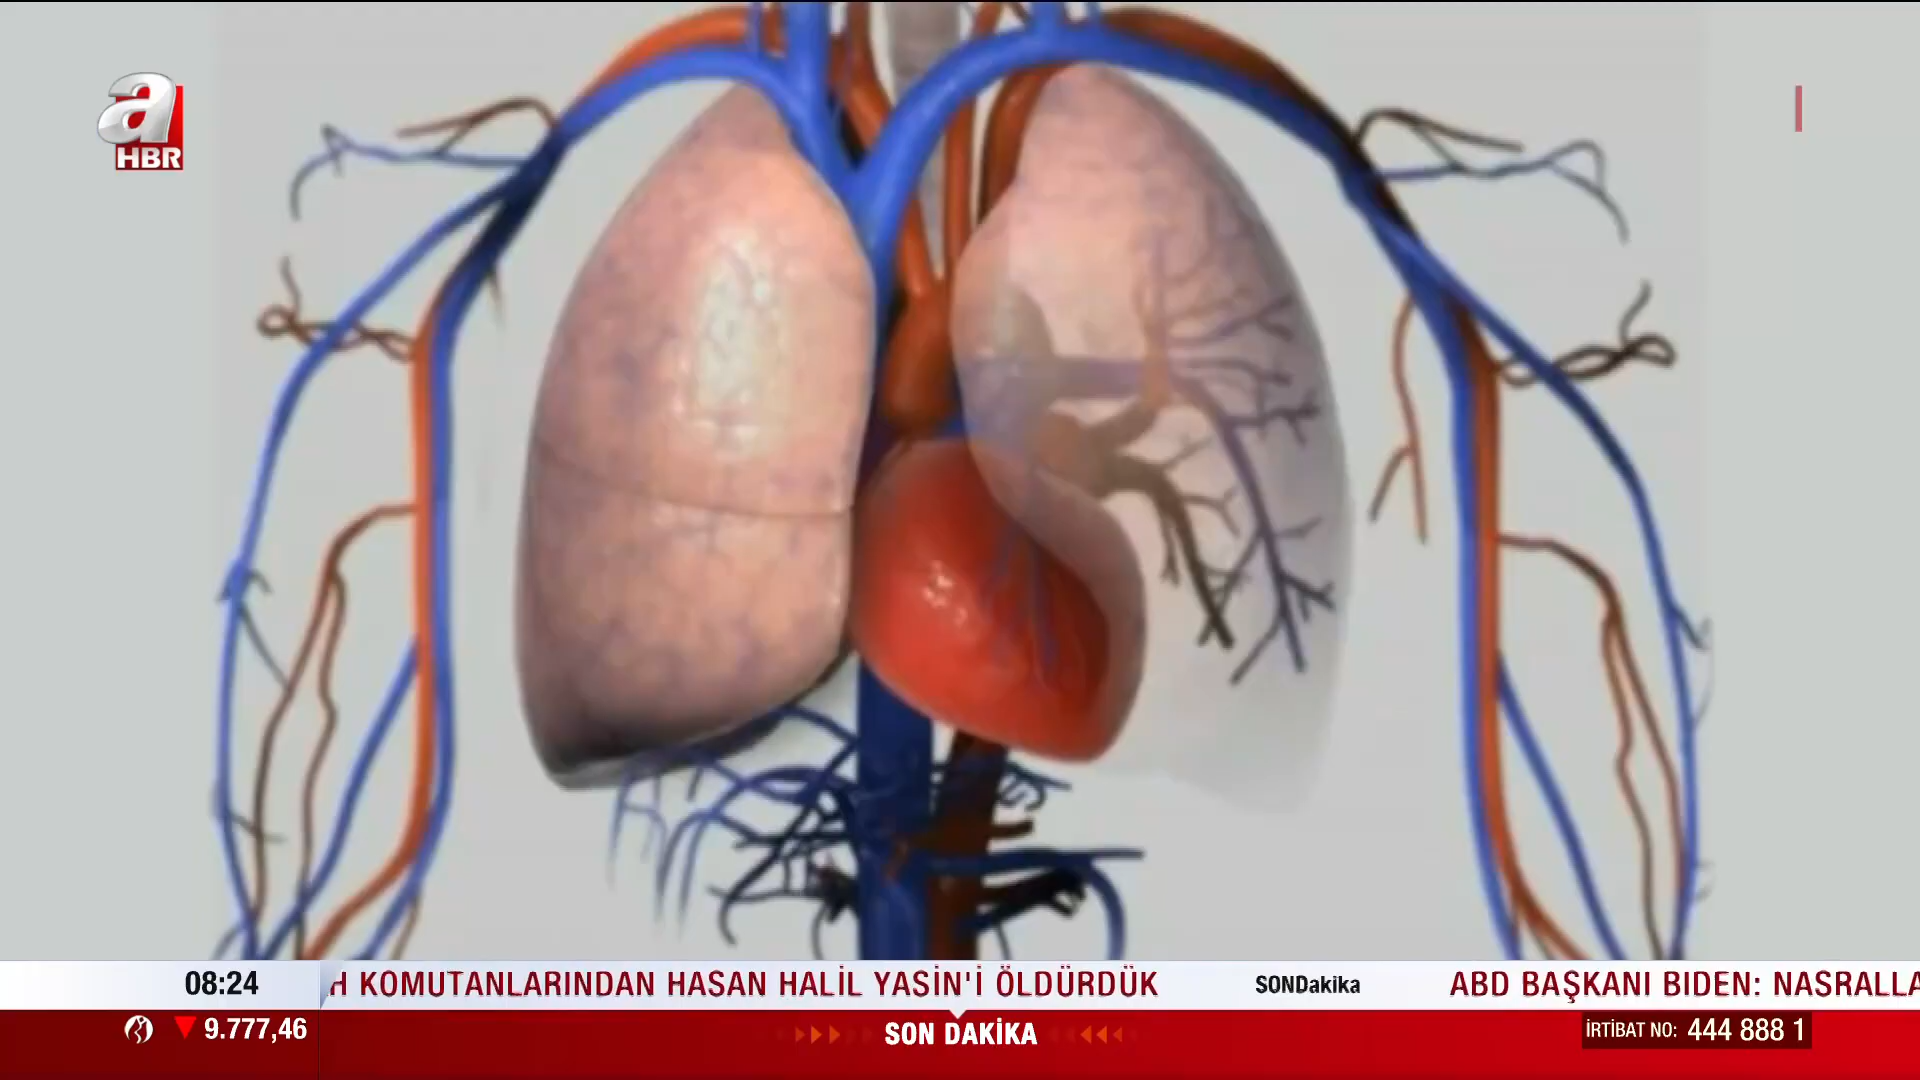 a
HBR
08:24
KOMUTANLARINDAN HASAN HALİL YASİN'İ ÖLDÜRDÜK
SONDakika
ABD BAŞKANI BIDEN: NASRALLA
9.777,46
SON DAKİKA
İRTİBAT NO: 444 888 1